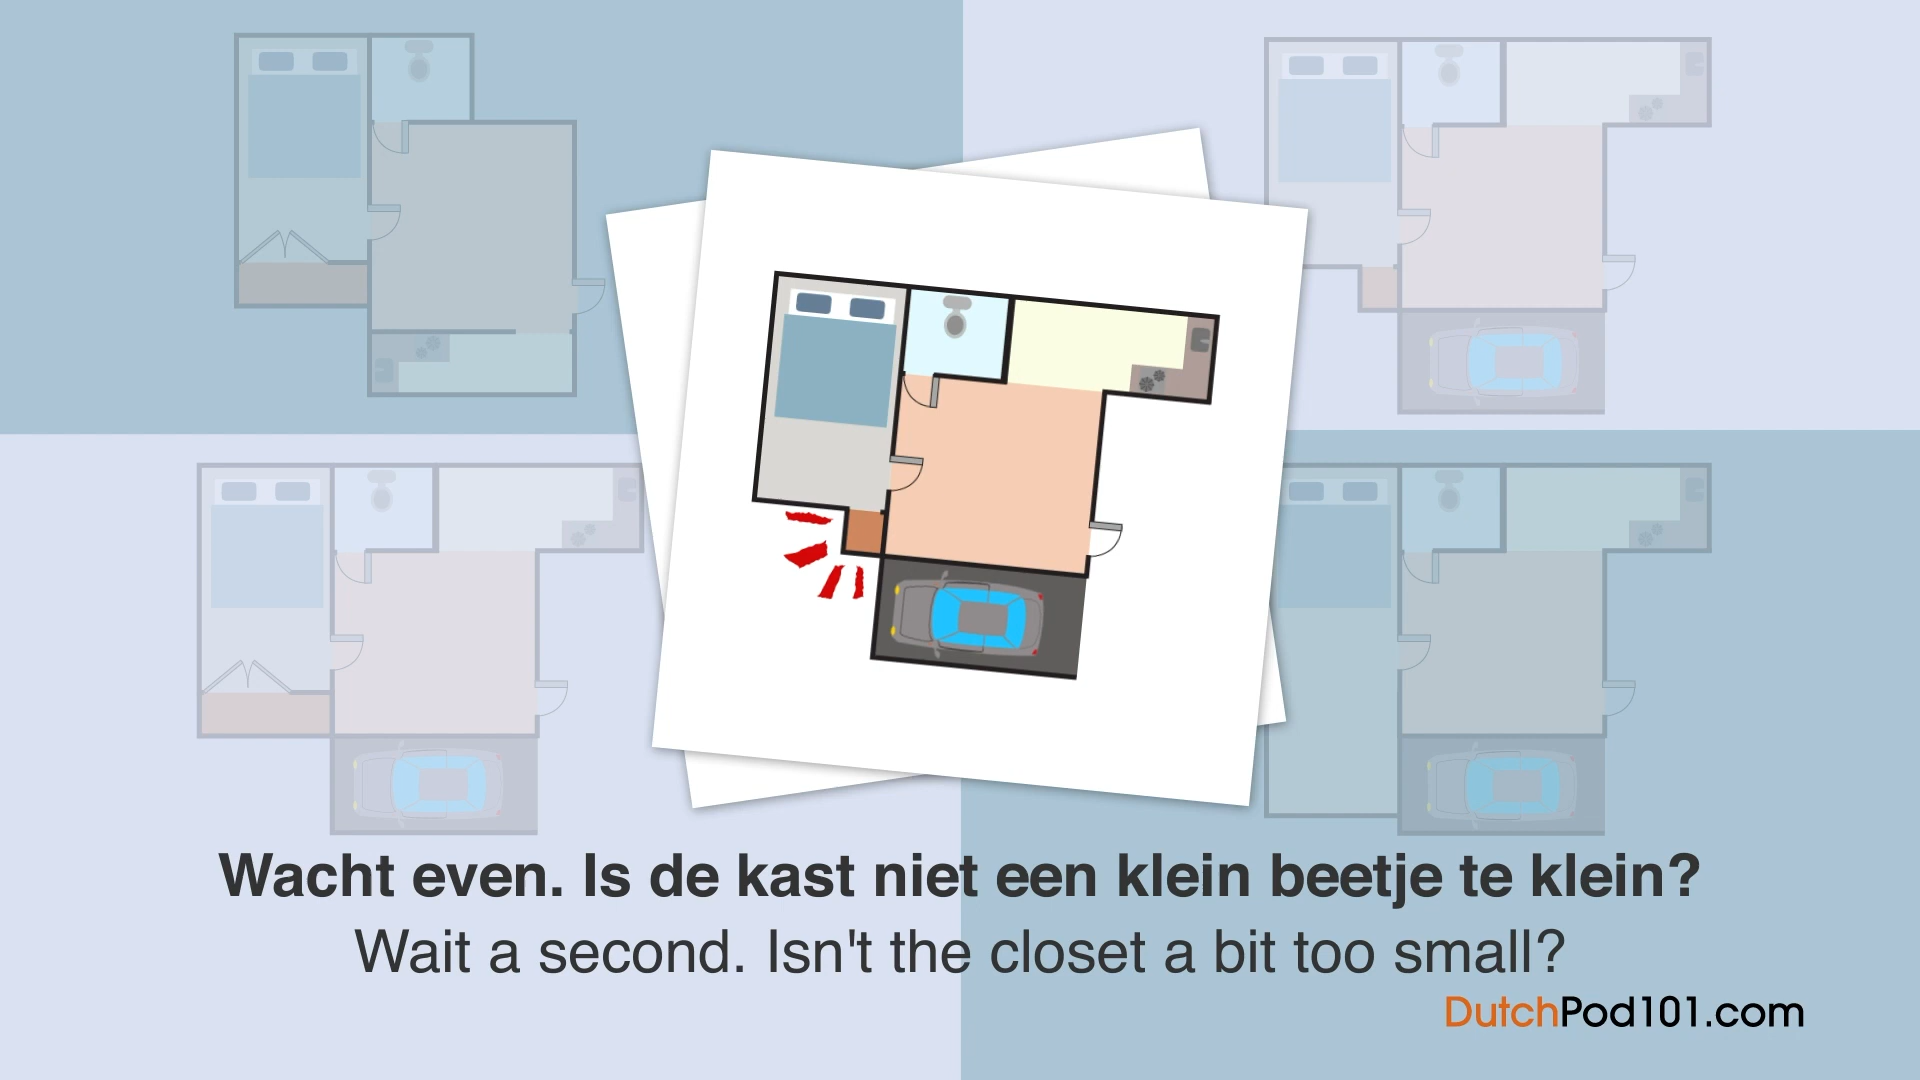 Wacht even. Is de kast niet een klein beetje te klein?
Wait a second. Isn't the closet a bit too small?
DutchPod101.com